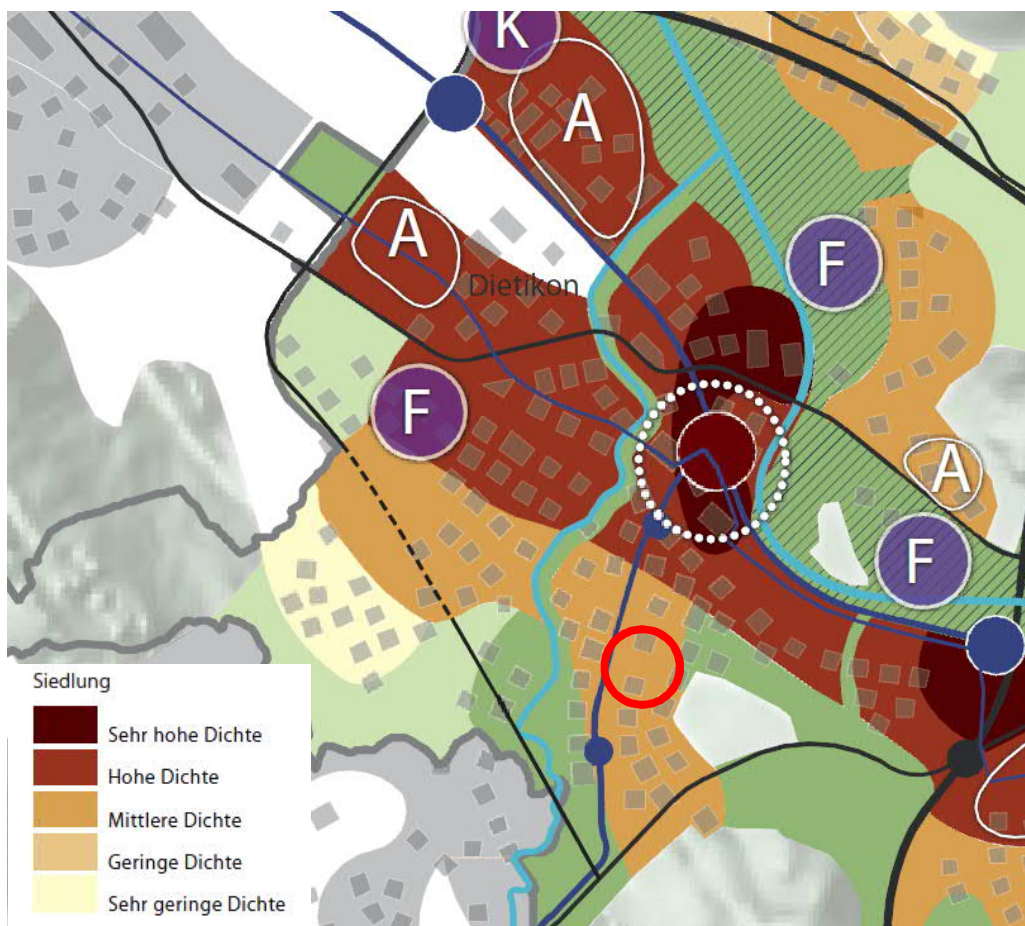 K
A
A
F
Dietikon
F
A
F
Siedlung
Sehr hohe Dichte
Hohe Dichte
Mittlere Dichte
Geringe Dichte
Sehr geringe Dichte